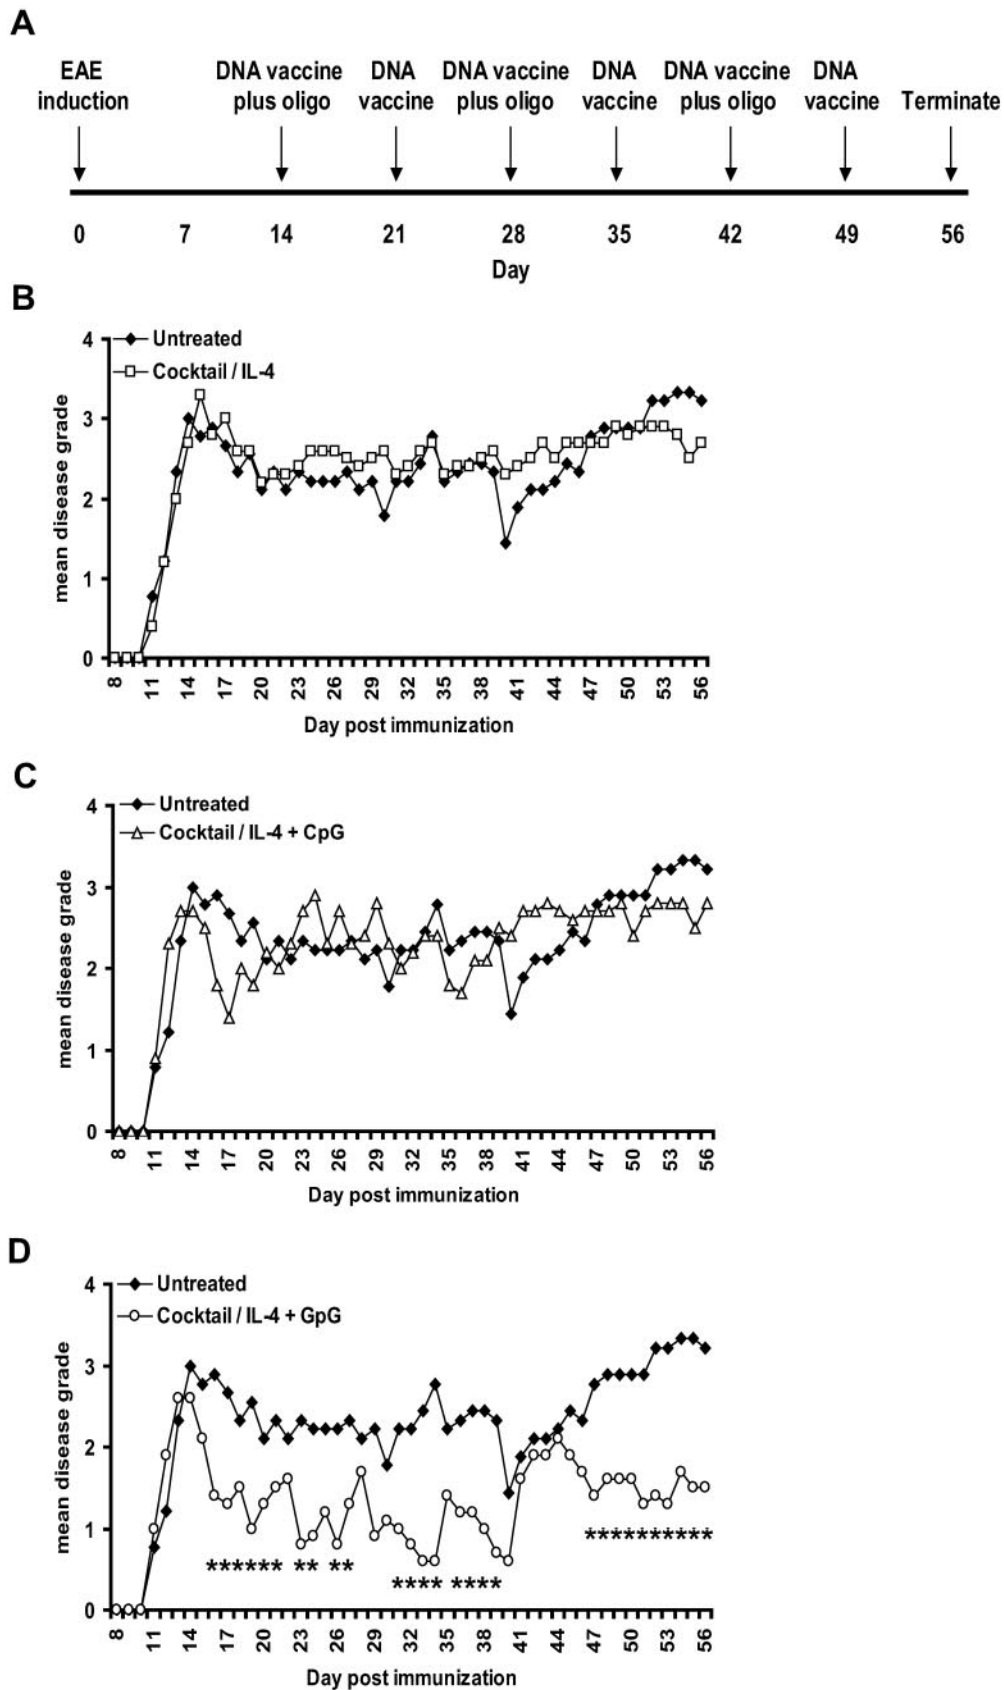 A
EAE
induction
DNA vaccine
plus oligo
DNA
vaccine
DNA vaccine
plus oligo
DNA
vaccine
DNA vaccine
plus oligo
DNA
vaccine
Terminate
0 7 14 21 28 35 42 49 56
Day
B
Untreated
Cocktail / IL-4
4
3
2
1
0
mean disease grade
8 11 14 17 20 23 26 29 32 35 38 41 44 47 50 53 56
Day post immunization
C
Untreated
Cocktail / IL-4 + CpG
4
3
2
1
0
mean disease grade
8 11 14 17 20 23 26 29 32 35 38 41 44 47 50 53 56
Day post immunization
D
Untreated
Cocktail / IL-4 + GpG
4
3
2
1
0
mean disease grade
****** ** ** **** **** **********
8 11 14 17 20 23 26 29 32 35 38 41 44 47 50 53 56
Day post immunization